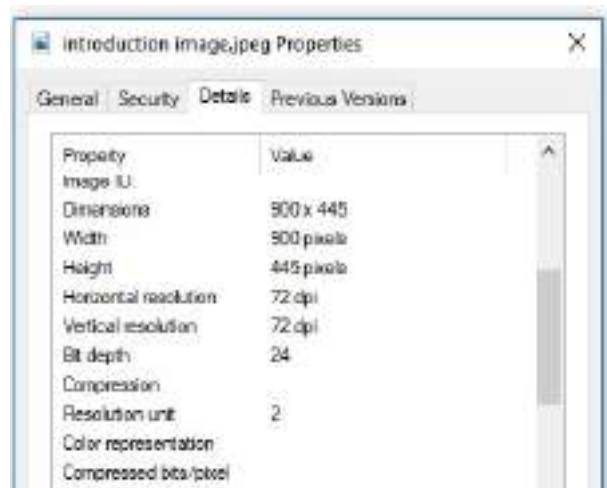 introduction image.jpeg Properties
General Security Details Previous Versions
Property Value
Image ID
Dimensions 900 x 445
Width 900 pixels
Height 445 pixels
Horizontal resolution 72 dpi
Vertical resolution 72 dpi
Bit depth 24
Compression
Resolution unit 2
Color representation
Compressed bits/pixel